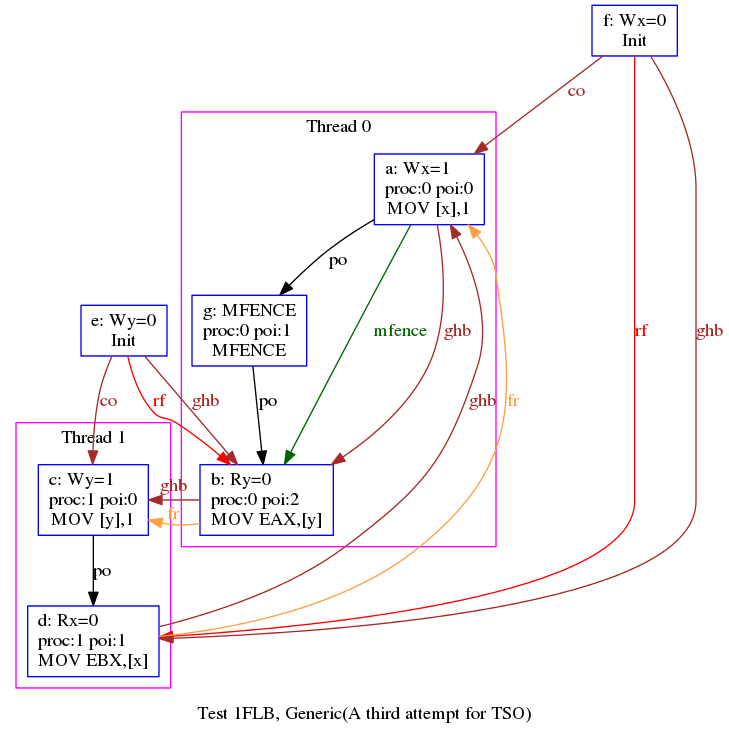 f: Wx=0
Init
co
Thread 0
a: Wx=1
proc:0 poi:0
MOV [x],1
po
g: MFENCE
proc:0 poi:1
MFENCE
e: Wy=0
Init
mfence
ghb
rf
ghb
co
rf
ghb
po
ghb
fr
Thread 1
c: Wy=1
proc:1 poi:0
MOV [y],1
ghb
fr
b: Ry=0
proc:0 poi:2
MOV EAX,[y]
po
d: Rx=0
proc:1 poi:1
MOV EBX,[x]
Test 1FLB, Generic(A third attempt for TSO)